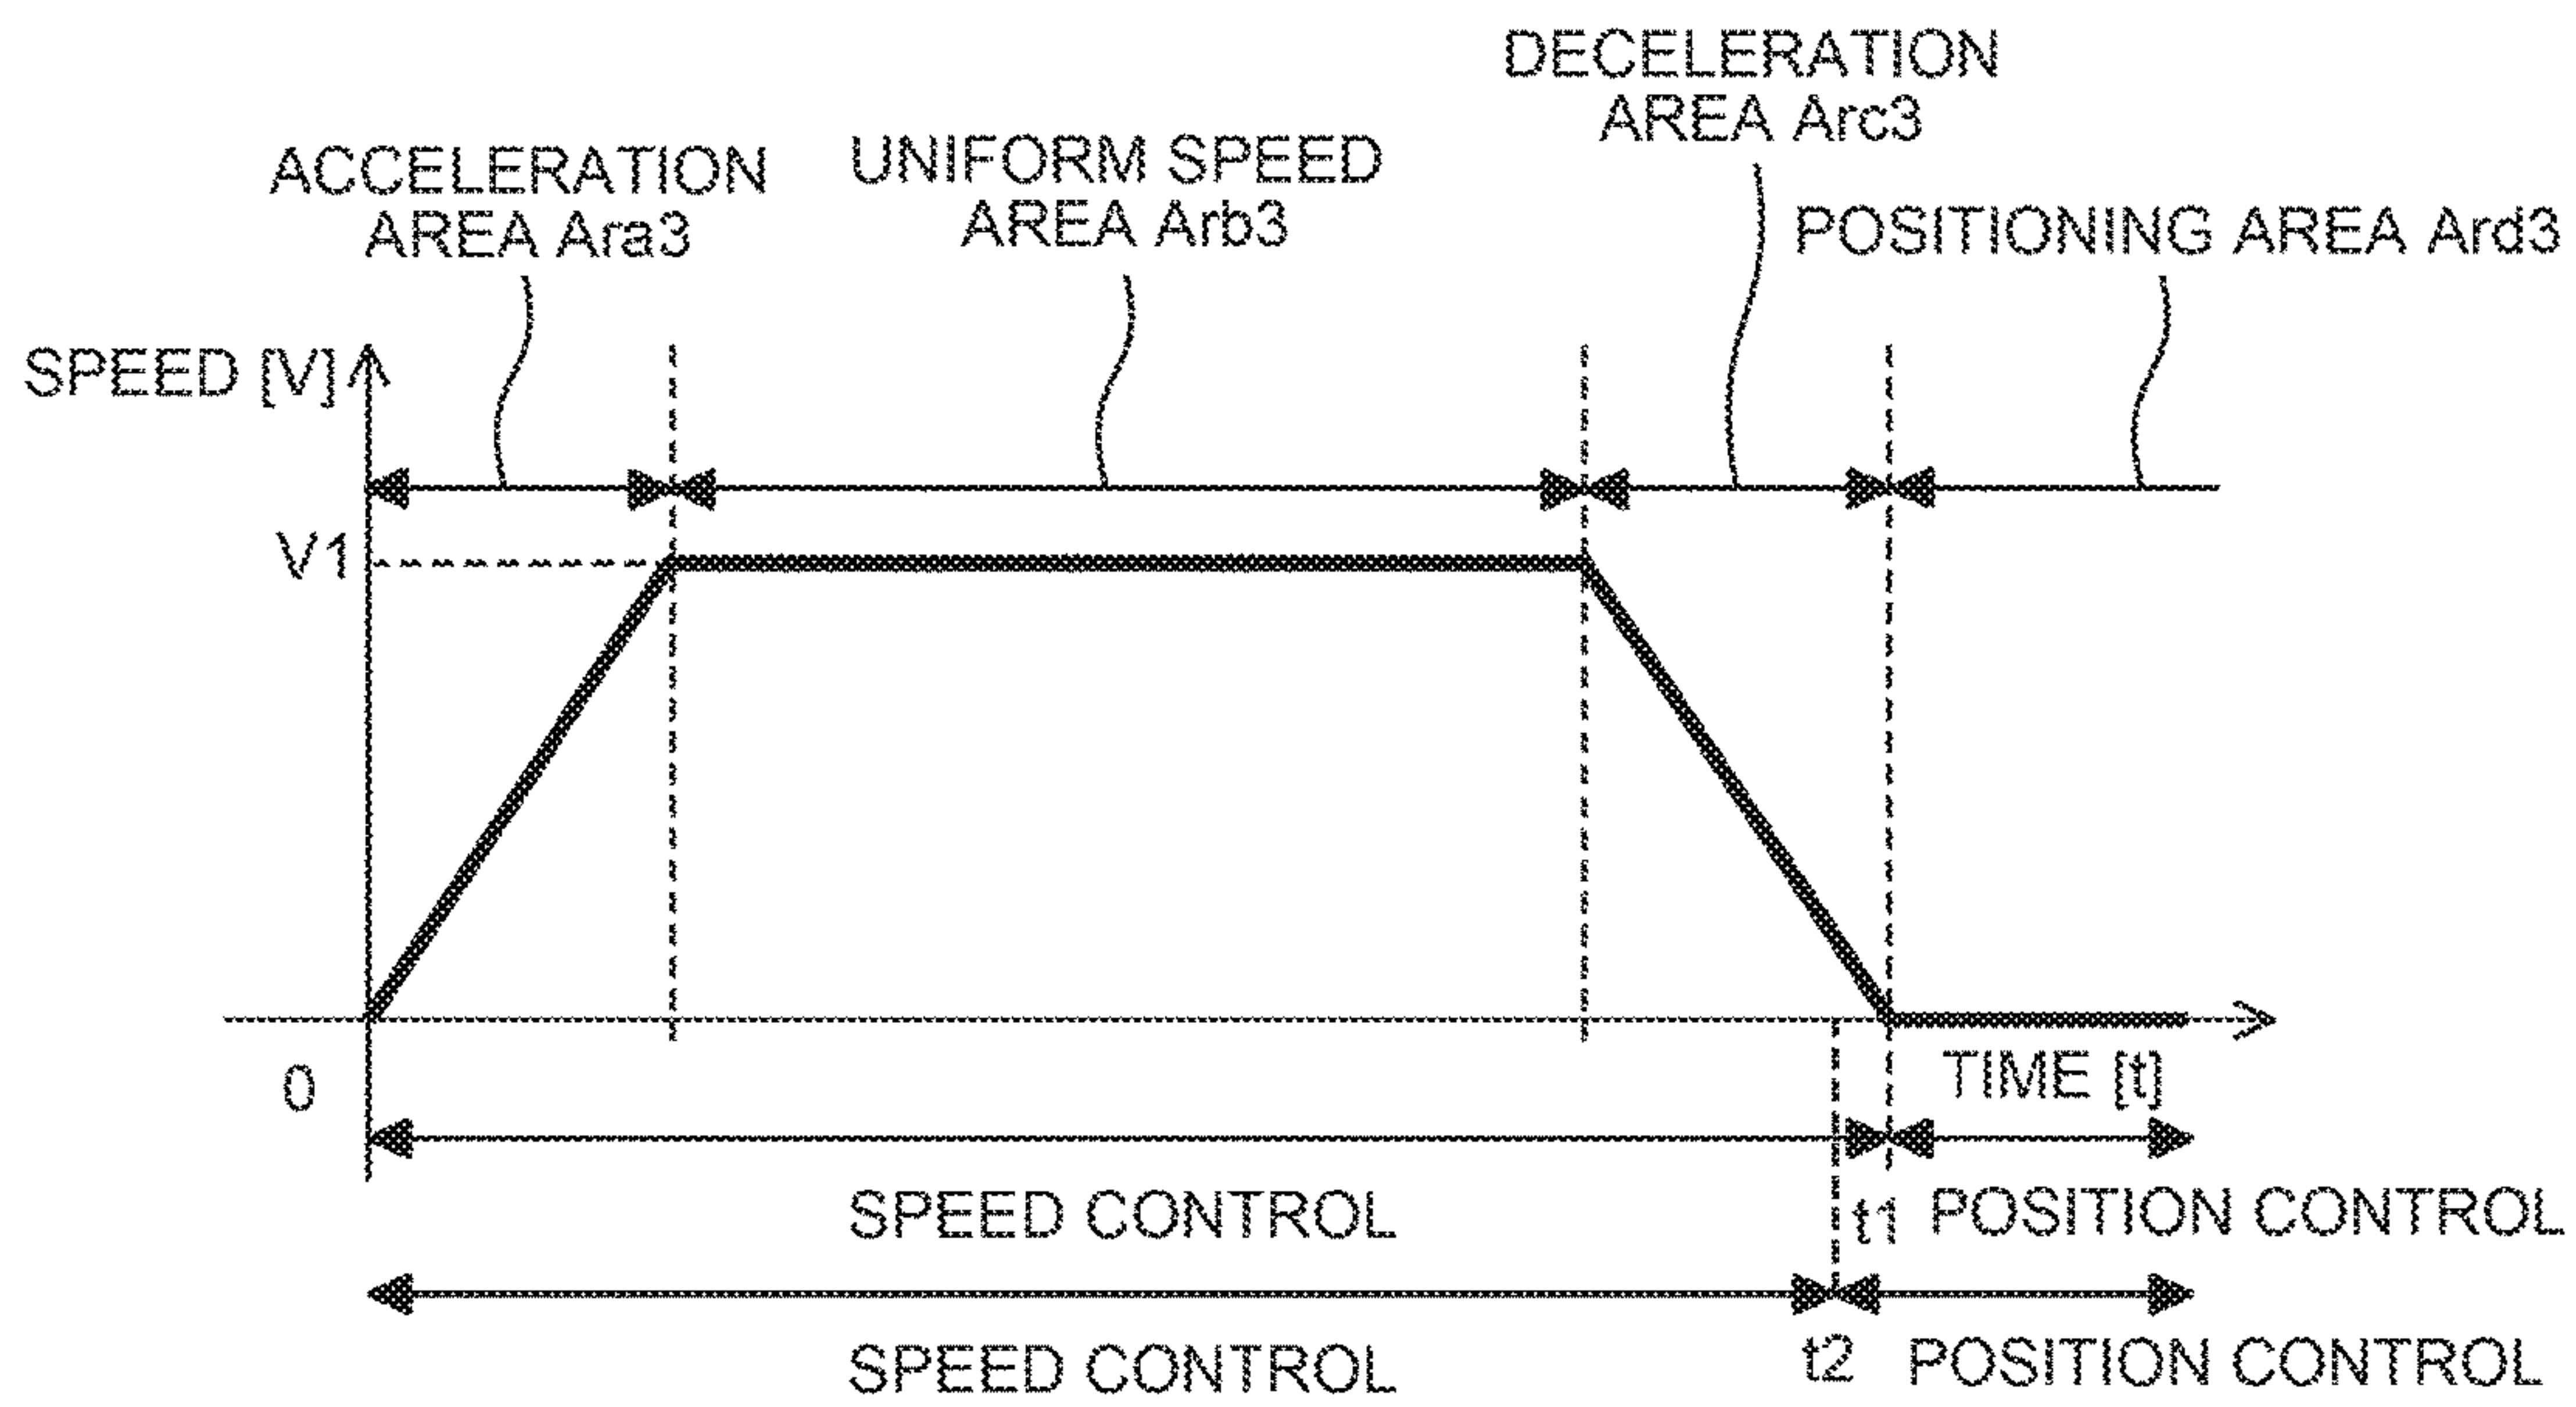 DECELERATION
AREA Arc3
ACCELERATION
AREA Ara3
UNIFORM SPEED
AREA Arb3
POSITIONING AREA Ard3
SPEED [V]
V1
0
TIME [t]
SPEED CONTROL
t1
POSITION CONTROL
SPEED CONTROL
t2
POSITION CONTROL